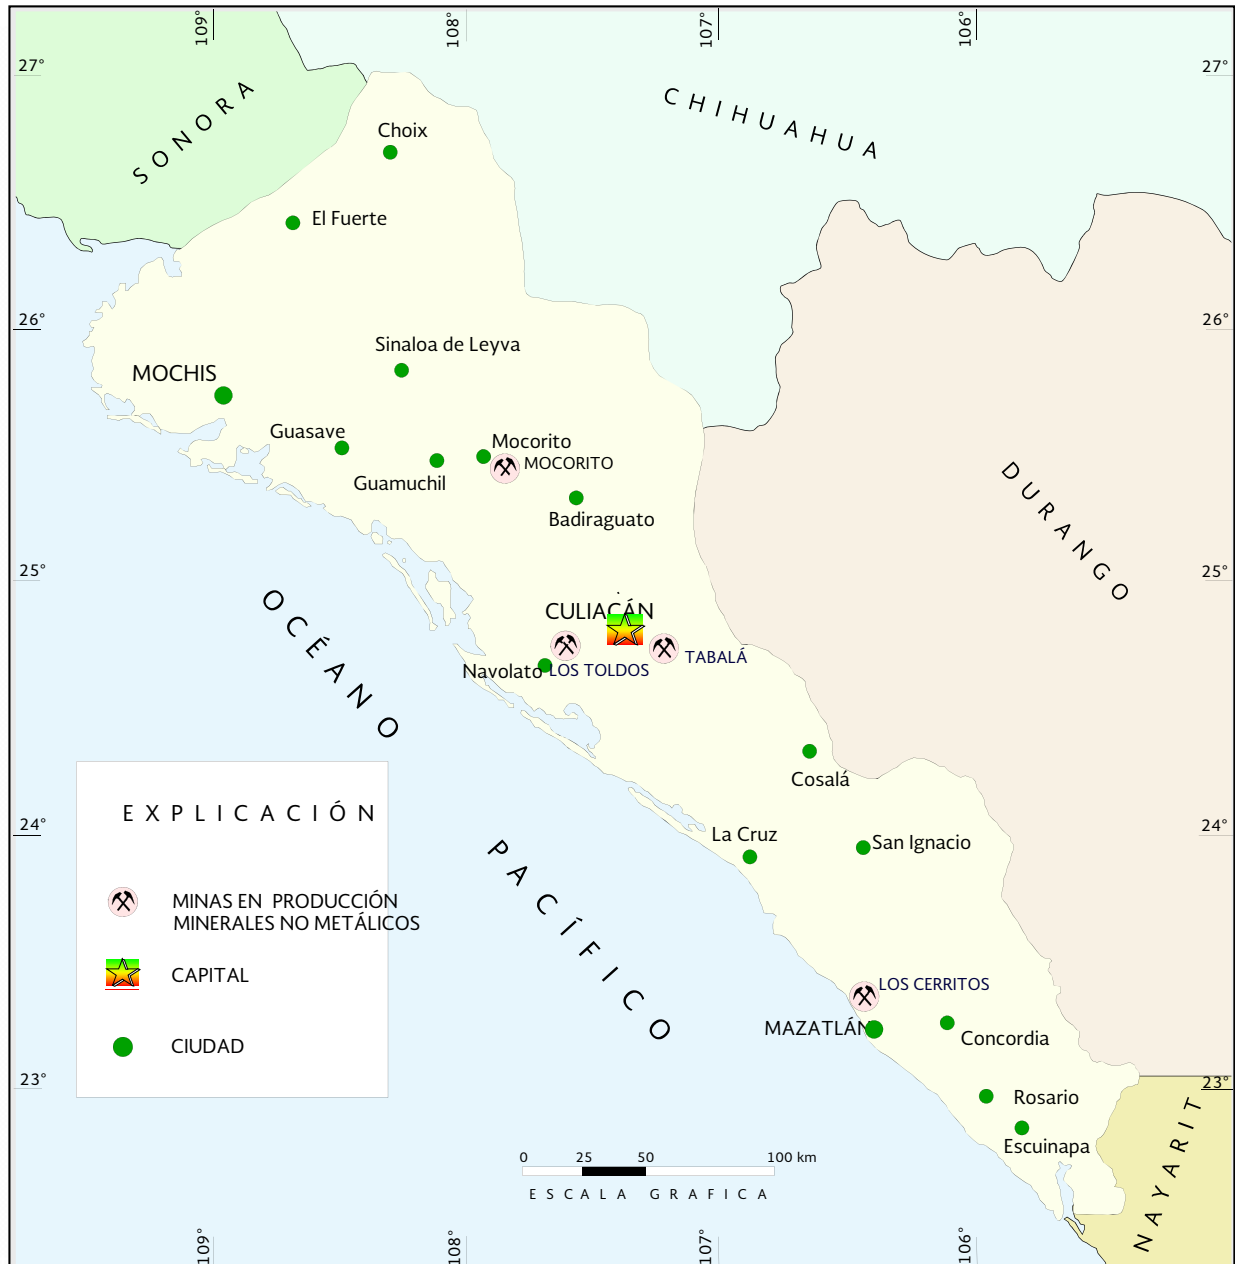 109°
108°
107°
106°
27°
27°
SONORA
CHIHUAHUA
Choix
El Fuerte
26°
26°
Sinaloa de Leyva
MOCHIS
Guasave
Mocorito
MOCORITO
Guamuchil
Badiraguato
DURANGO
25°
25°
OCÉANO
CULIACÁN
TABALÁ
Navolato
LOS TOLDOS
Cosalá
EXPLICACIÓN
24°
24°
La Cruz
San Ignacio
PACÍFICO
MINAS EN PRODUCCIÓN
MINERALES NO METÁLICOS
CAPITAL
CIUDAD
LOS CERRITOS
MAZATLÁN
Concordia
23°
23°
Rosario
Escuinapa
NAYARIT
0 25 50 100 km
ESCALA GRAFICA
109°
108°
107°
106°